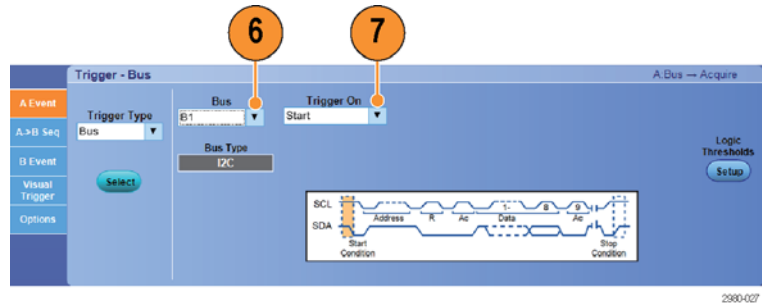 6 7
Trigger - Bus A:Bus → Acquire
A Event
A->B Seq
B Event
Visual
Trigger
Options
Trigger Type
Bus
Select
Bus
B1
Bus Type
I2C
Trigger On
Start
Logic
Thresholds
Setup
SCL
SDA
Address R Ac Data Ac
1- 8 9
Start
Condition
Stop
Condition
2980-027